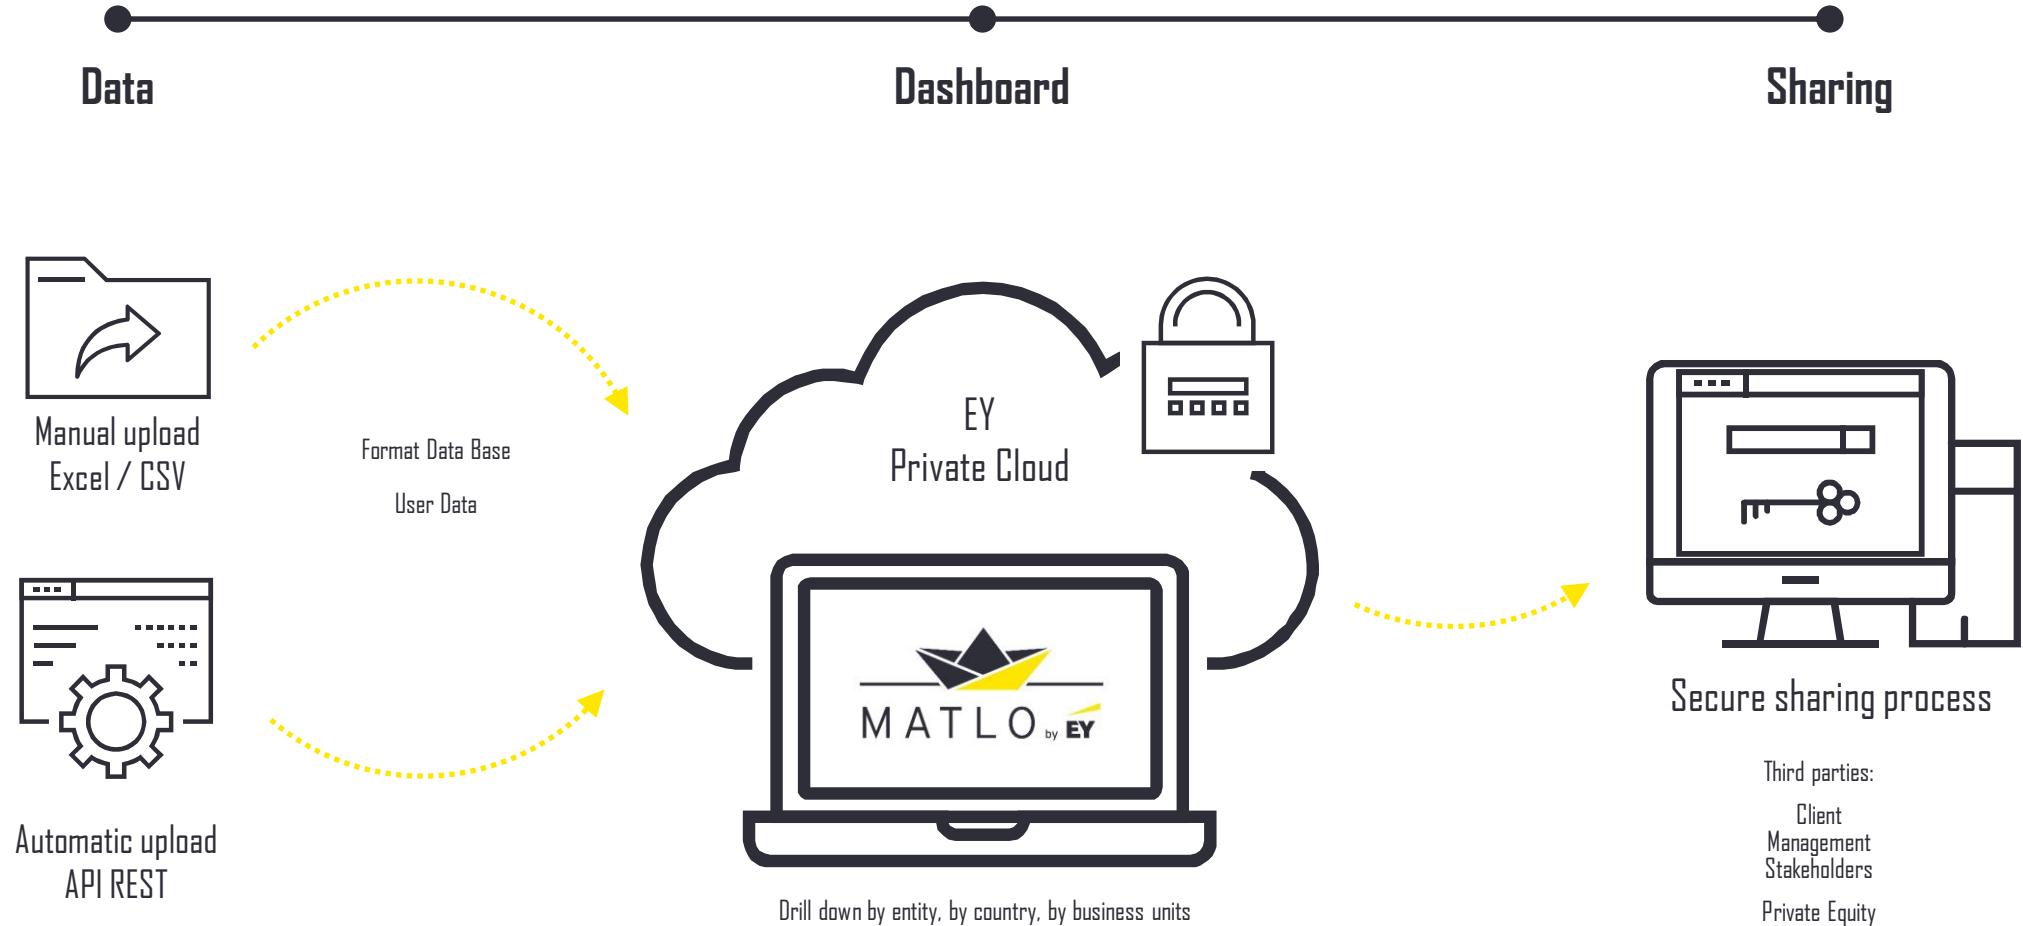 Data
Dashboard
Sharing
Manual upload
Excel / CSV
Format Data Base
User Data
Automatic upload
API REST
EY
Private Cloud
MATLO by EY
Drill down by entity, by country, by business units
Secure sharing process
Third parties:
Client
Management
Stakeholders
Private Equity